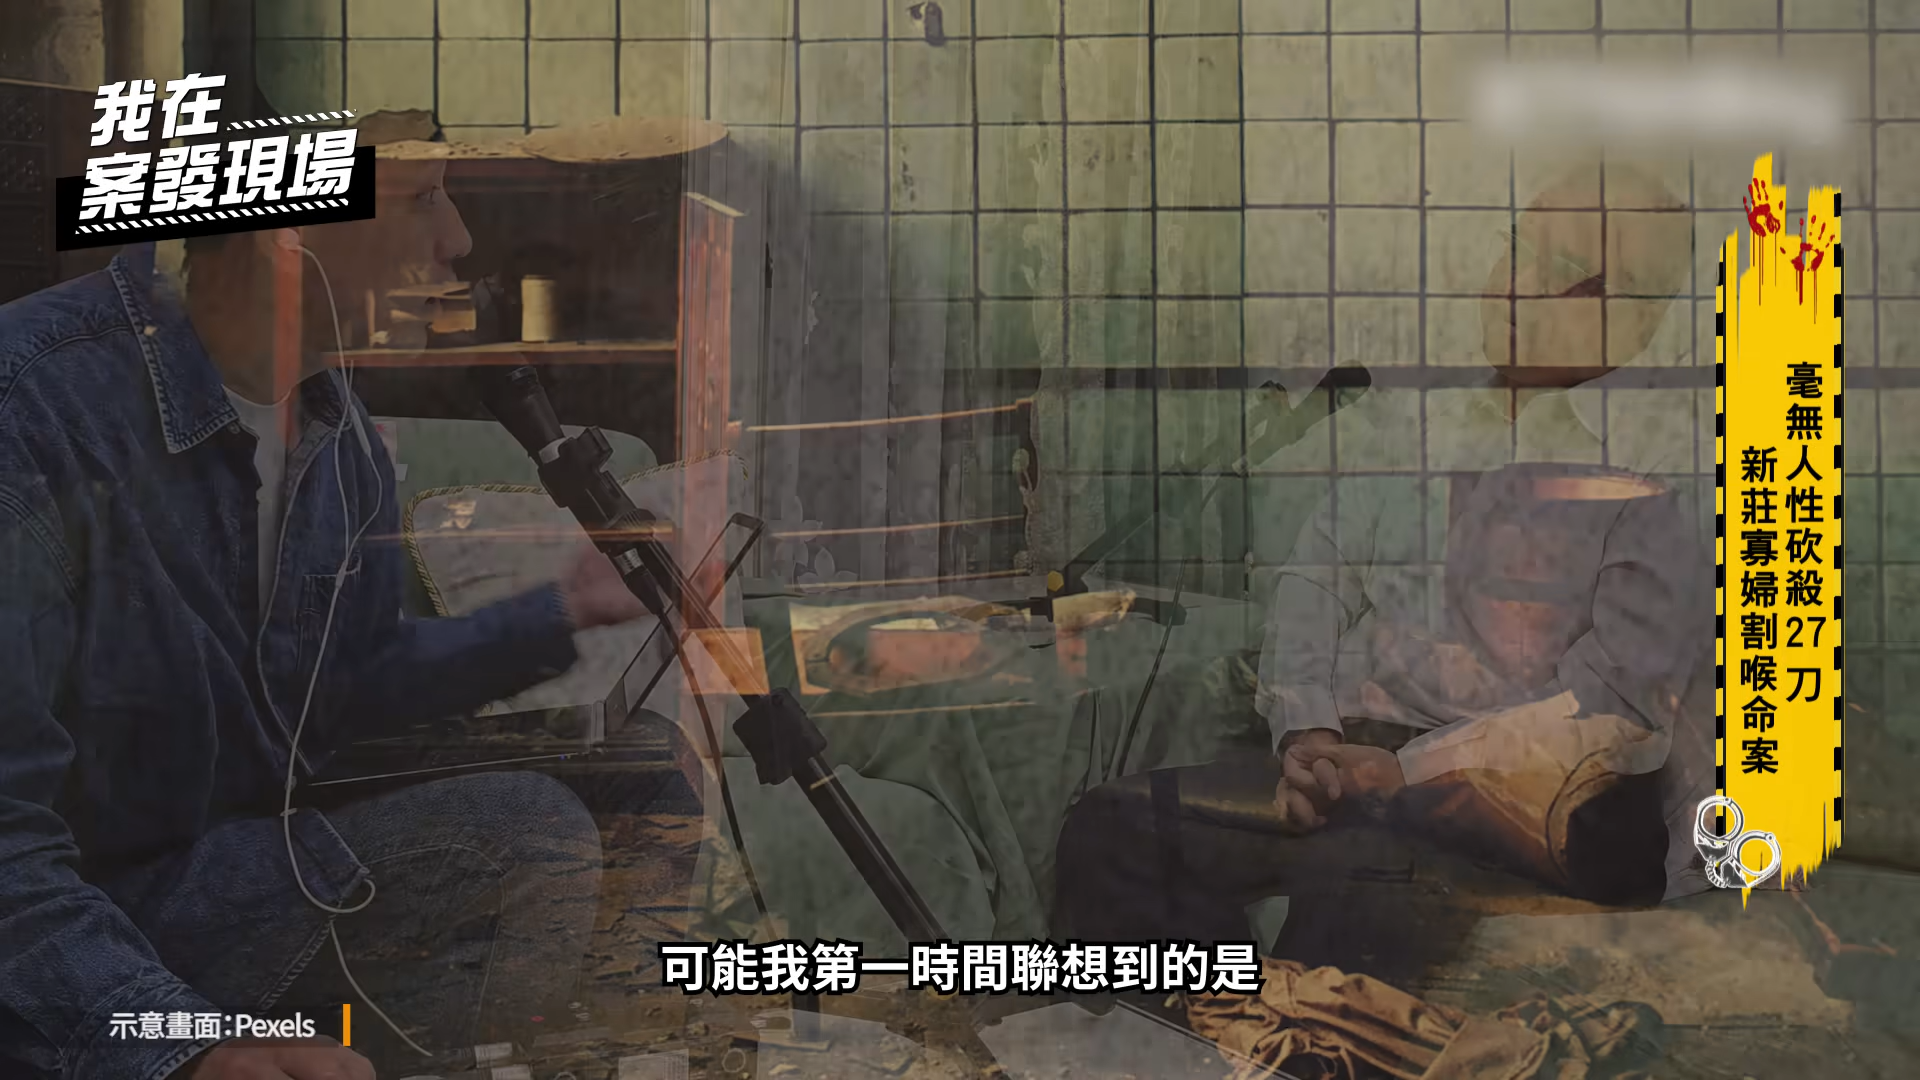 我在
案發現場
毫無人性砍殺27刀
新莊寡婦割喉命案
可能我第一時間聯想到的是
示意畫面：Pexels